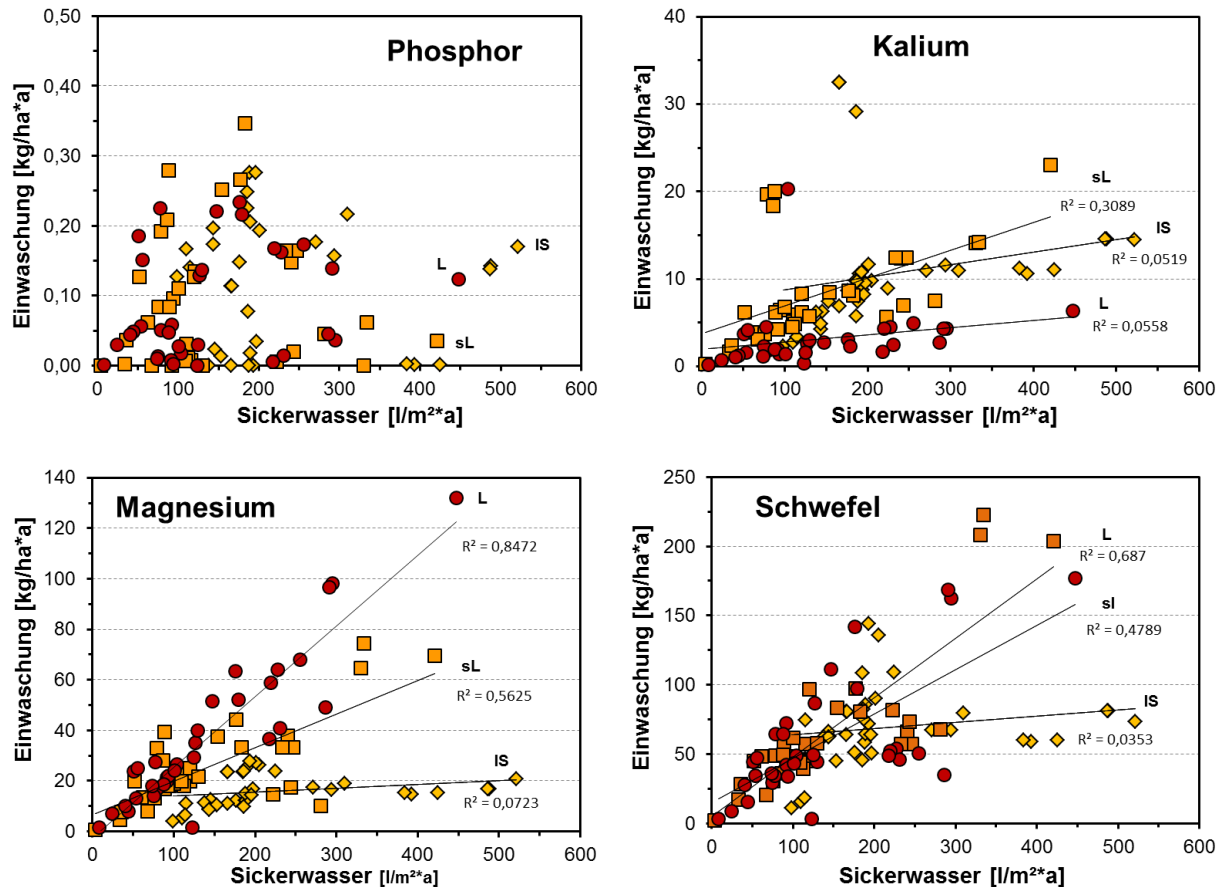 Phosphor
Einwaschung [kg/ha*a]
0,50
0,40
0,30
0,20
0,10
0,00
lS
L
sL
0 100 200 300 400 500 600
Sickerwasser [l/m²*a]
Kalium
Einwaschung [kg/ha*a]
40
30
20
10
0
sL
R² = 0,3089
lS
R² = 0,0519
L
R² = 0,0558
0 100 200 300 400 500 600
Sickerwasser [l/m²*a]
Magnesium
Einwaschung [kg/ha*a]
140
120
100
80
60
40
20
0
L
R² = 0,8472
sL
R² = 0,5625
lS
R² = 0,0723
0 100 200 300 400 500 600
Sickerwasser [l/m²*a]
Schwefel
Einwaschung [kg/ha*a]
250
200
150
100
50
0
L
R² = 0,687
sl
R² = 0,4789
lS
R² = 0,0353
0 100 200 300 400 500 600
Sickerwasser [l/m²*a]